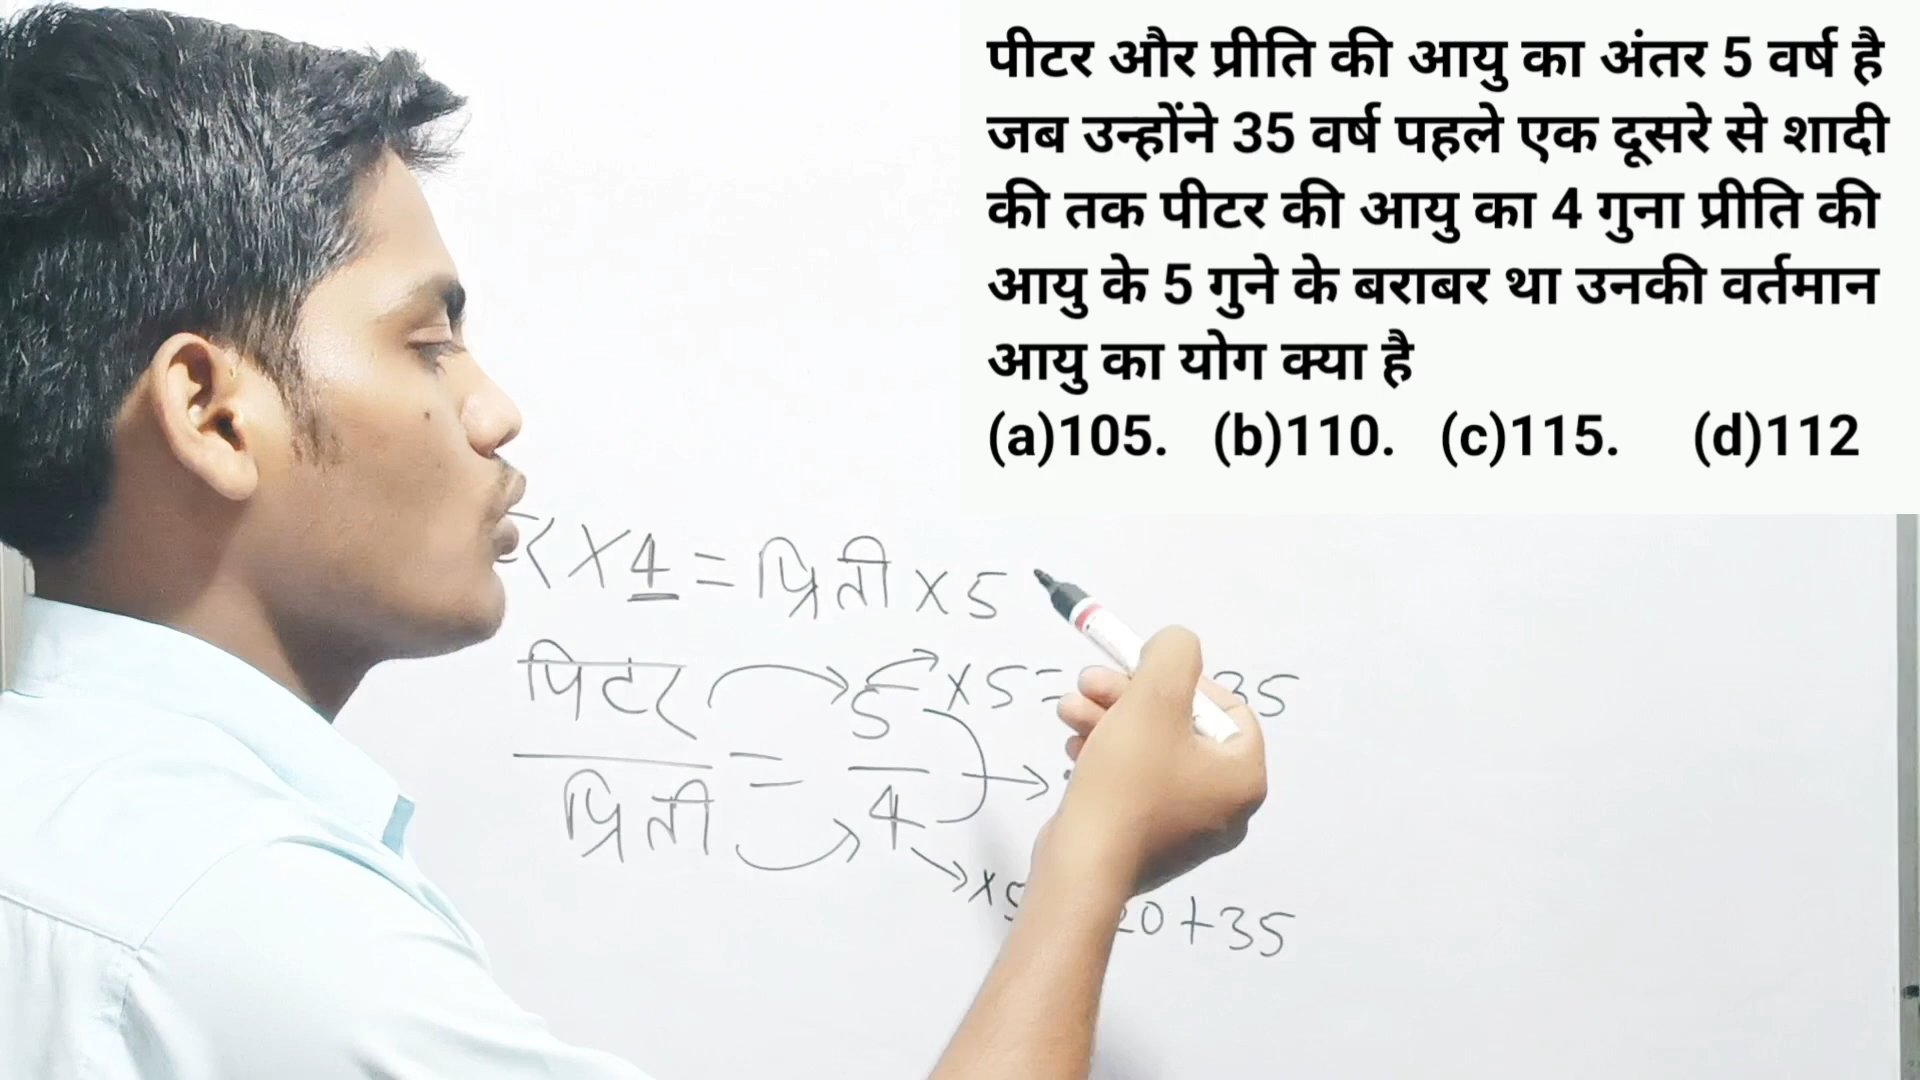 पीटर और प्रीति की आयु का अंतर 5 वर्ष है
जब उन्होंने 35 वर्ष पहले एक दूसरे से शादी
की तक पीटर की आयु का 4 गुना प्रीति की
आयु के 5 गुने के बराबर था उनकी वर्तमान
आयु का योग क्या है
(a)105. (b)110. (c)115. (d)112
र × 4 = प्रिती × 5
पिटर 5 ×5= 35
प्रिती = 4
×5 20+35